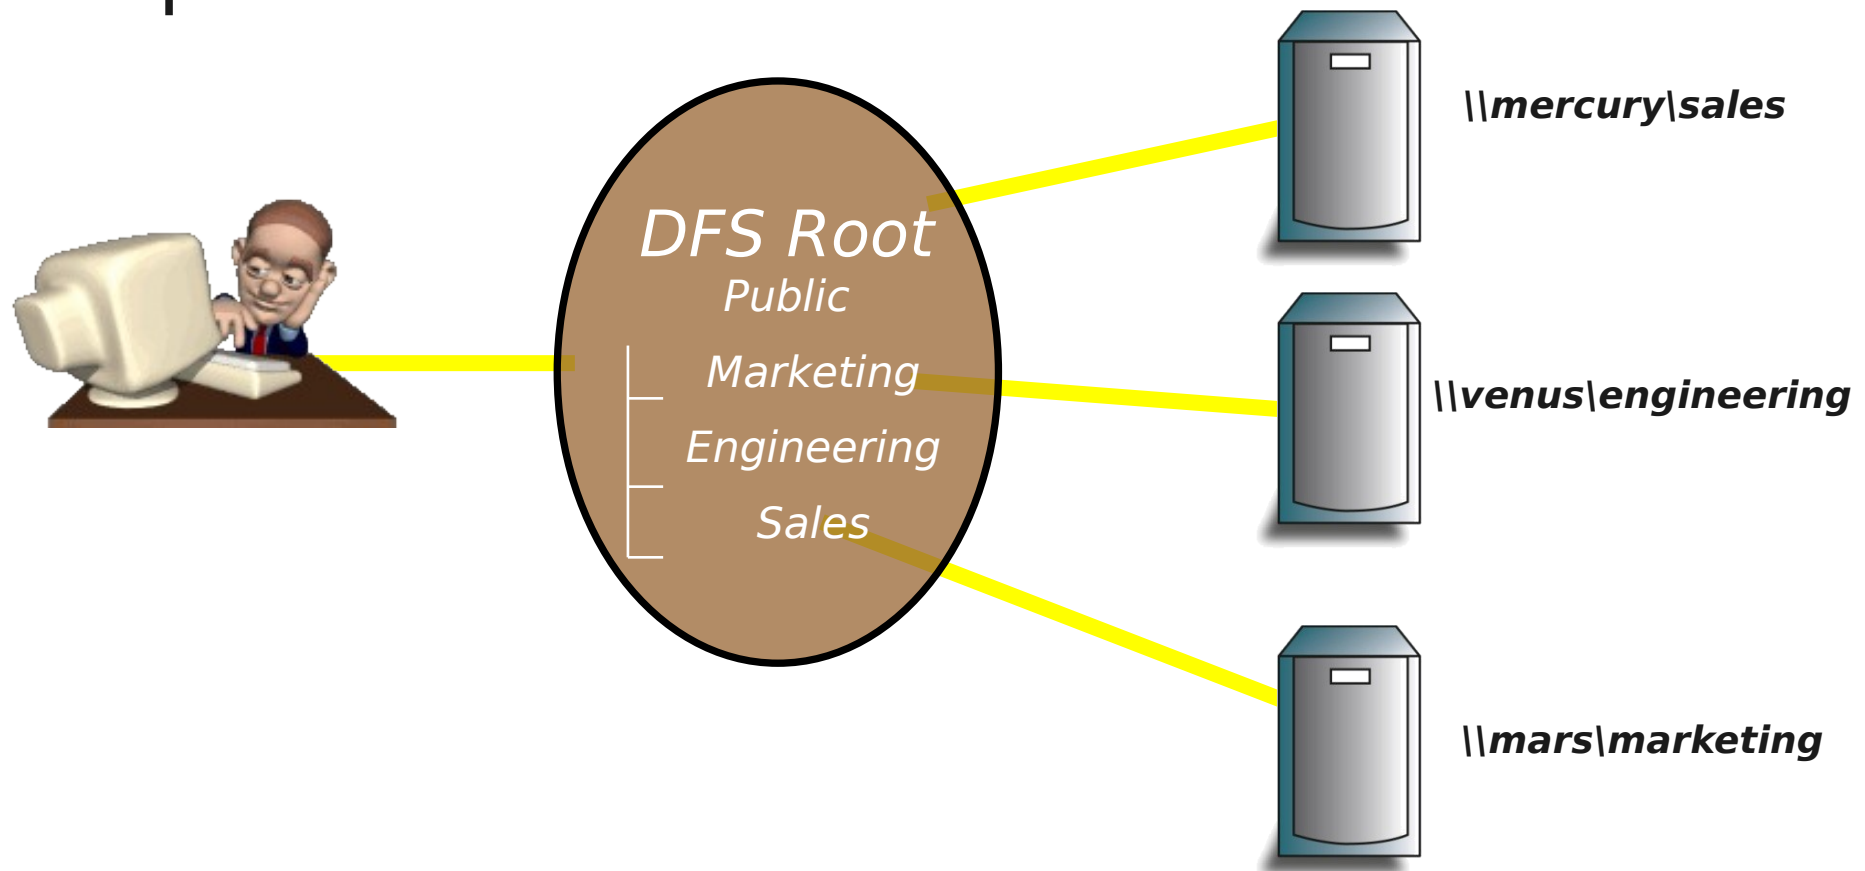 DFS Root
Public
Marketing
Engineering
Sales
\\mercury\sales
\\venus\engineering
\\mars\marketing